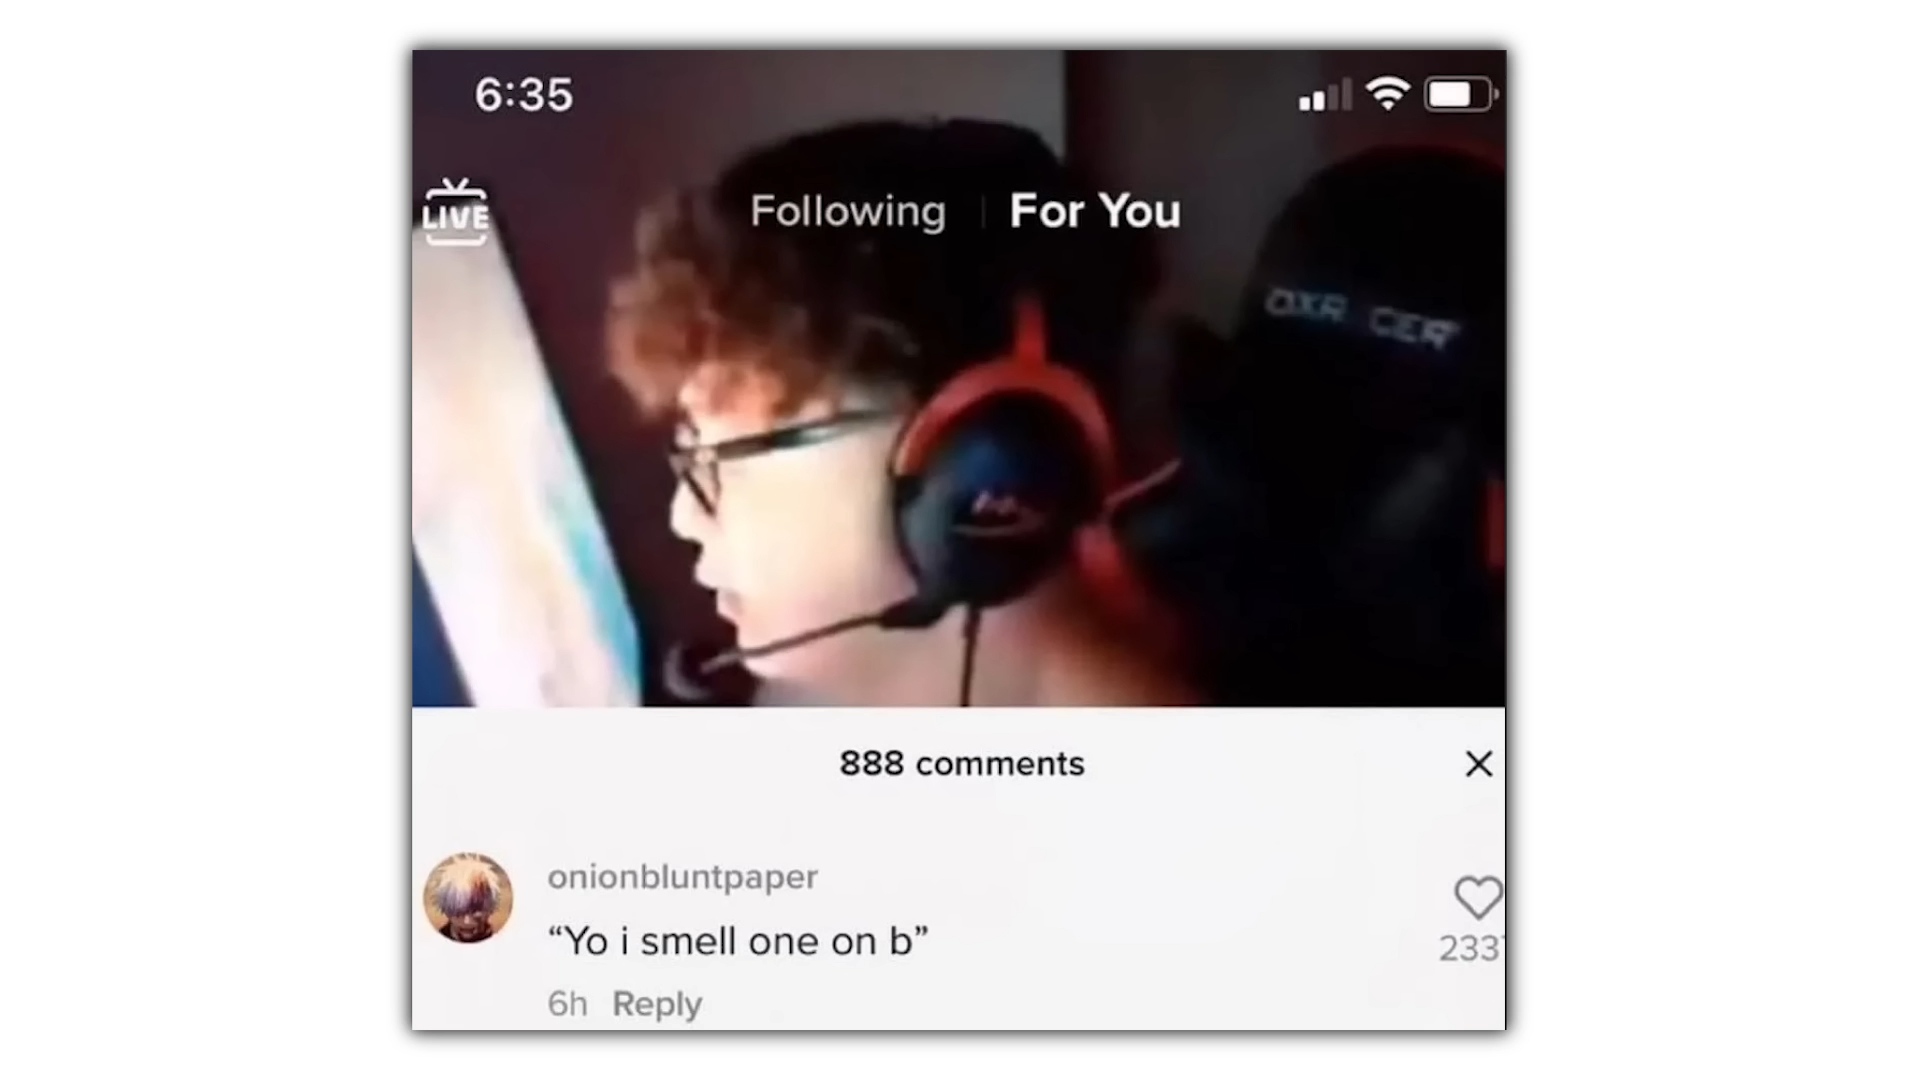 6:35
LIVE
Following
For You
888 comments
onionbluntpaper
“Yo i smell one on b”
233
6h Reply